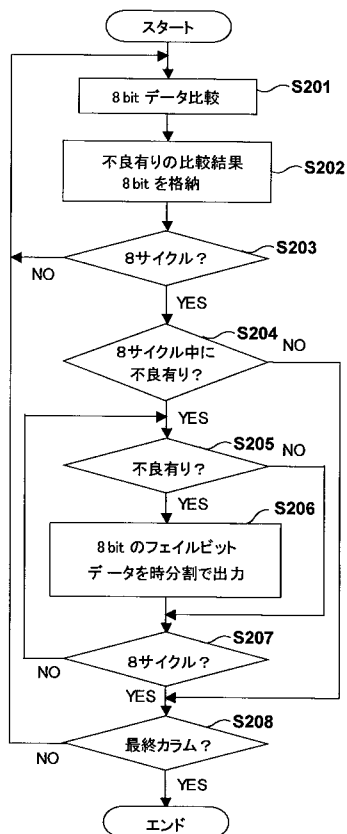 スタート
S201
8bit データ比較
S202
不良有りの比較結果
8bitを格納
S203
8サイクル？
NO
YES
S204
8サイクル中に
不良有り？
NO
YES
S205
不良有り？
NO
YES
S206
8bit のフェイルビット
データを時分割で出力
S207
8サイクル？
NO
YES
S208
最終カラム？
NO
YES
エンド